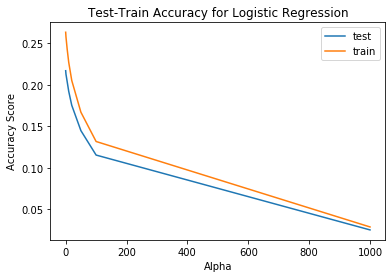 Test-Train Accuracy for Logistic Regression
test
train
Accuracy Score
0.25
0.20
0.15
0.10
0.05
0
200
400
600
800
1000
Alpha